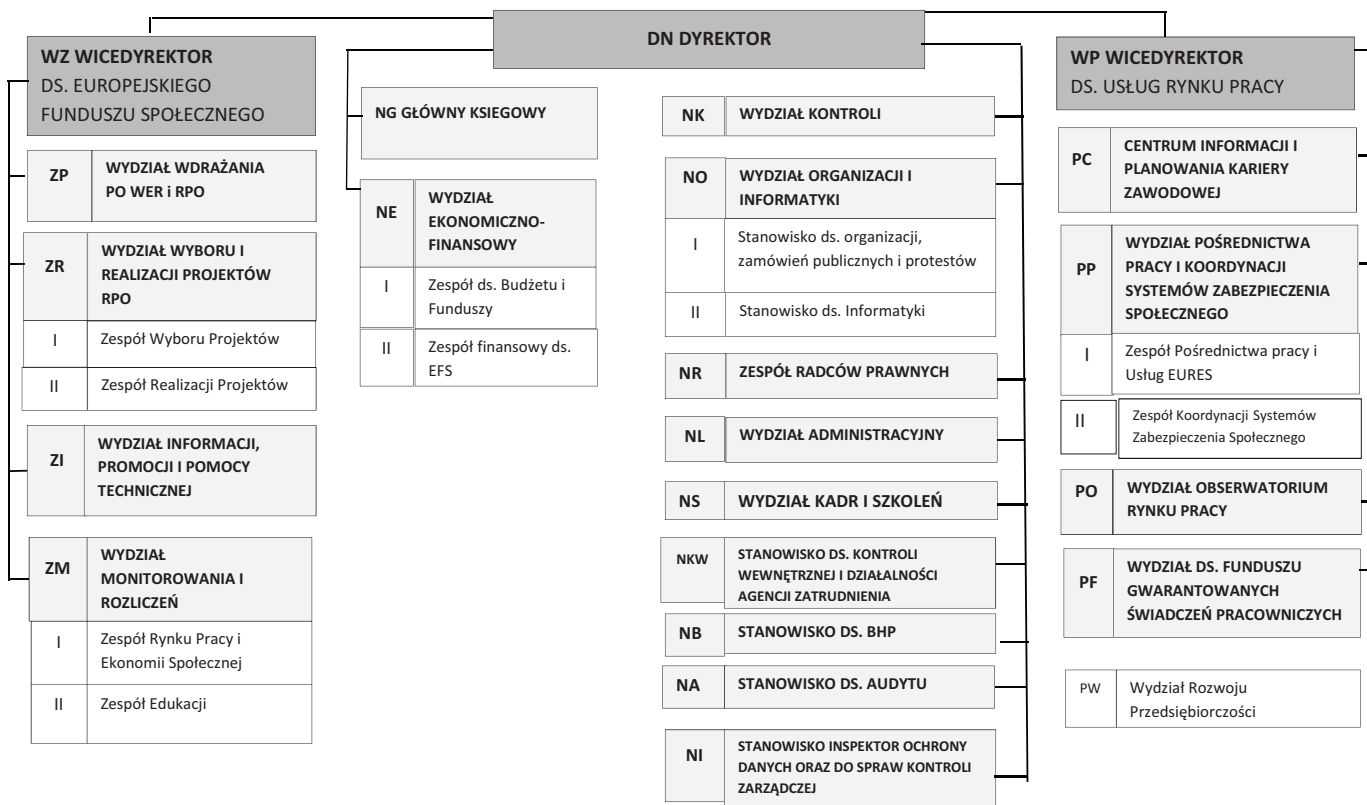 DN DYREKTOR
WZ WICEDYREKTOR
DS. EUROPEJSKIEGO
FUNDUSZU SPOŁECZNEGO
ZP
WYDZIAŁ WDRAŻANIA
PO WER i RPO
ZR
WYDZIAŁ WYBORU I
REALIZACJI PROJEKTÓW
RPO
I
Zespół Wyboru Projektów
II
Zespół Realizacji Projektów
ZI
WYDZIAŁ INFORMACJI,
PROMOCJI I POMOCY
TECHNICZNEJ
ZM
WYDZIAŁ
MONITOROWANIA I
ROZLICZEŃ
I
Zespół Rynku Pracy i
Ekonomii Społecznej
II
Zespół Edukacji
NG GŁÓWNY KSIEGOWY
NE
WYDZIAŁ
EKONOMICZNO-
FINANSOWY
I
Zespół ds. Budżetu i
Funduszy
II
Zespół finansowy ds.
EFS
NK
WYDZIAŁ KONTROLI
NO
WYDZIAŁ ORGANIZACJI I
INFORMATYKI
I
Stanowisko ds. organizacji,
zamówień publicznych i protestów
II
Stanowisko ds. Informatyki
NR
ZESPÓŁ RADCÓW PRAWNYCH
NL
WYDZIAŁ ADMINISTRACYJNY
NS
WYDZIAŁ KADR I SZKOLEŃ
NKW
STANOWISKO DS. KONTROLI
WEWNĘTRZNEJ I DZIAŁALNOŚCI
AGENCJI ZATRUDNIENIA
NB
STANOWISKO DS. BHP
NA
STANOWISKO DS. AUDYTU
NI
STANOWISKO INSPEKTOR OCHRONY
DANYCH ORAZ DO SPRAW KONTROLI
ZARZĄDCZEJ
WP WICEDYREKTOR
DS. USŁUG RYNKU PRACY
PC
CENTRUM INFORMACJI I
PLANOWANIA KARIERY
ZAWODOWEJ
PP
WYDZIAŁ POŚREDNICTWA
PRACY I KOORDYNACJI
SYSTEMÓW ZABEZPIECZENIA
SPOŁECZNEGO
I
Zespół Pośrednictwa pracy i
Usług EURES
II
Zespół Koordynacji Systemów
Zabezpieczenia Społecznego
PO
WYDZIAŁ OBSERWATORIUM
RYNKU PRACY
PF
WYDZIAŁ DS. FUNDUSZU
GWARANTOWANYCH
ŚWIADCZEŃ PRACOWNICZYCH
PW
Wydział Rozwoju
Przedsiębiorczości